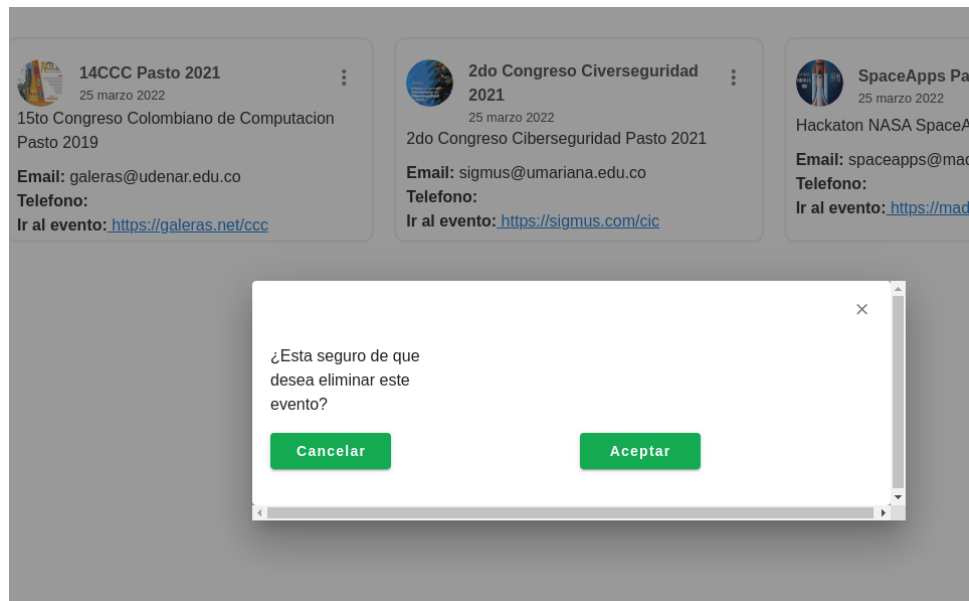 14CCC Pasto 2021
25 marzo 2022
15to Congreso Colombiano de Computacion
Pasto 2019
Email: galeras@udenar.edu.co
Telefono:
Ir al evento: https://galeras.net/ccc
2do Congreso Civerseguridad
2021
25 marzo 2022
2do Congreso Ciberseguridad Pasto 2021
Email: sigmus@umariana.edu.co
Telefono:
Ir al evento: https://sigmus.com/cic
SpaceApps Pa
25 marzo 2022
Hackaton NASA SpaceA
Email: spaceapps@mad
Telefono:
Ir al evento: https://mad
¿Esta seguro de que
desea eliminar este
evento?
Cancelar
Aceptar